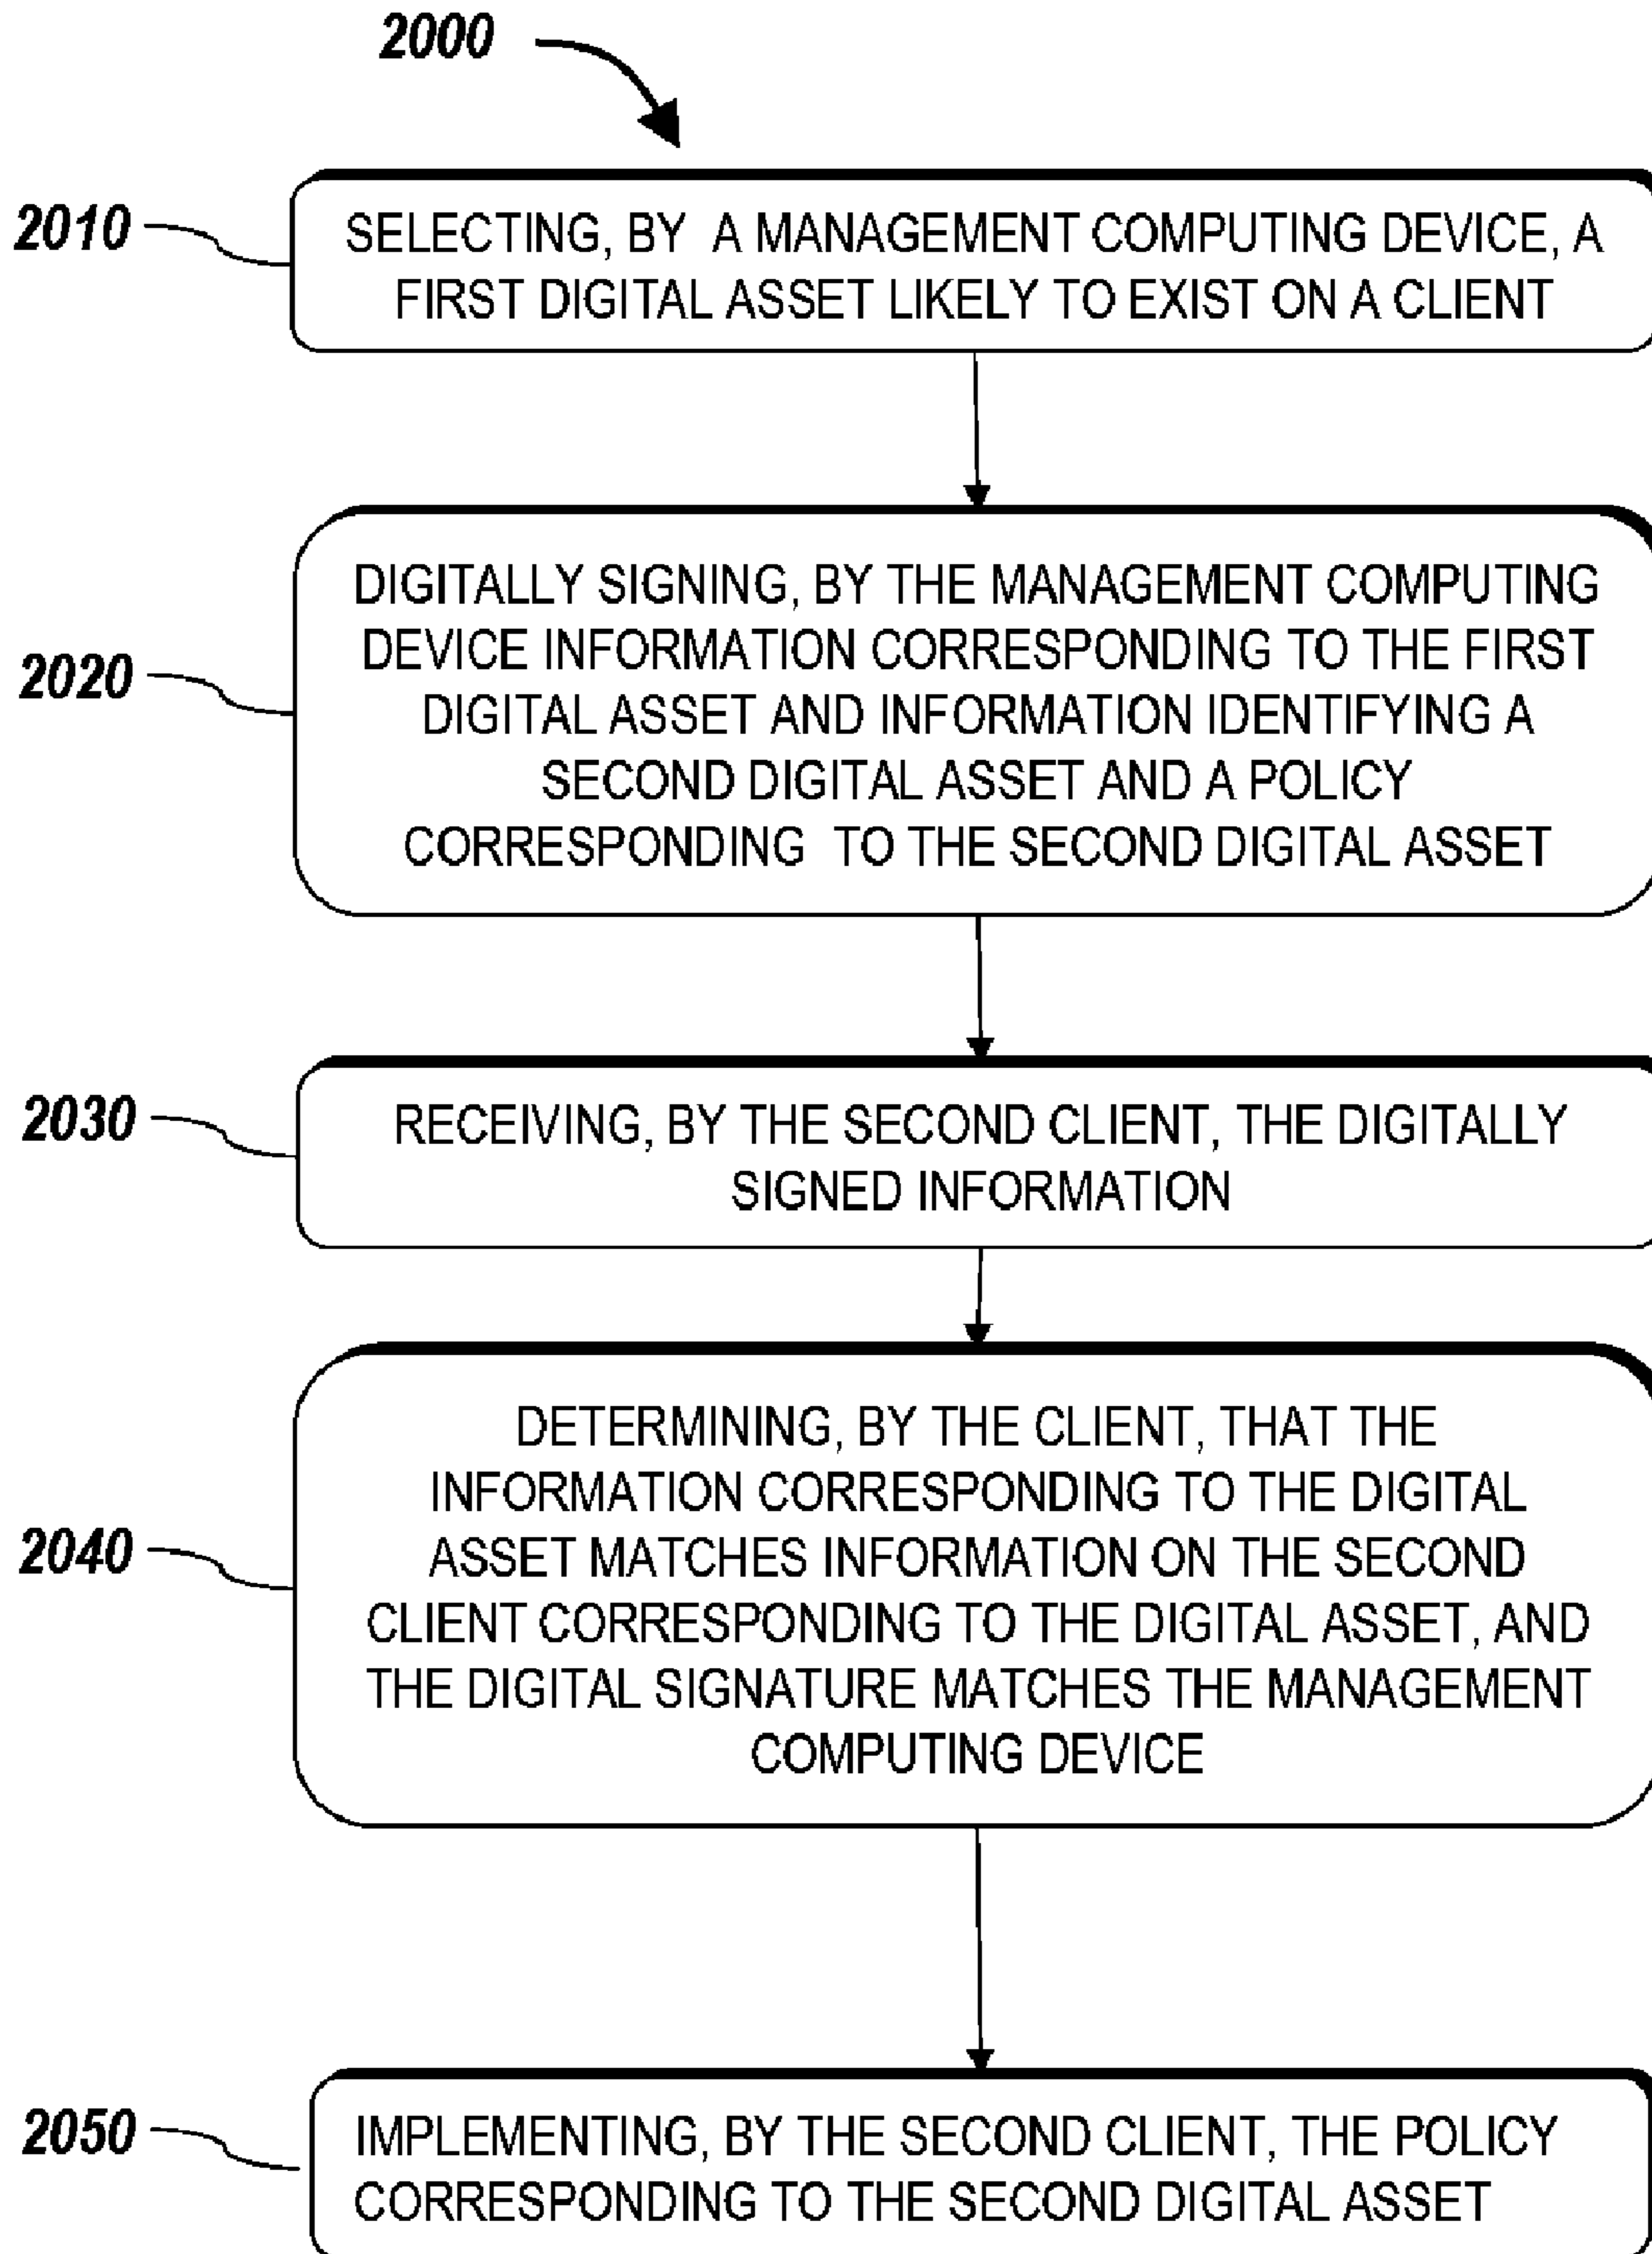 2000
2010
SELECTING, BY A MANAGEMENT COMPUTING DEVICE, A
FIRST DIGITAL ASSET LIKELY TO EXIST ON A CLIENT
2020
DIGITALLY SIGNING, BY THE MANAGEMENT COMPUTING
DEVICE INFORMATION CORRESPONDING TO THE FIRST
DIGITAL ASSET AND INFORMATION IDENTIFYING A
SECOND DIGITAL ASSET AND A POLICY
CORRESPONDING TO THE SECOND DIGITAL ASSET
2030
RECEIVING, BY THE SECOND CLIENT, THE DIGITALLY
SIGNED INFORMATION
2040
DETERMINING, BY THE CLIENT, THAT THE
INFORMATION CORRESPONDING TO THE DIGITAL
ASSET MATCHES INFORMATION ON THE SECOND
CLIENT CORRESPONDING TO THE DIGITAL ASSET, AND
THE DIGITAL SIGNATURE MATCHES THE MANAGEMENT
COMPUTING DEVICE
2050
IMPLEMENTING, BY THE SECOND CLIENT, THE POLICY
CORRESPONDING TO THE SECOND DIGITAL ASSET